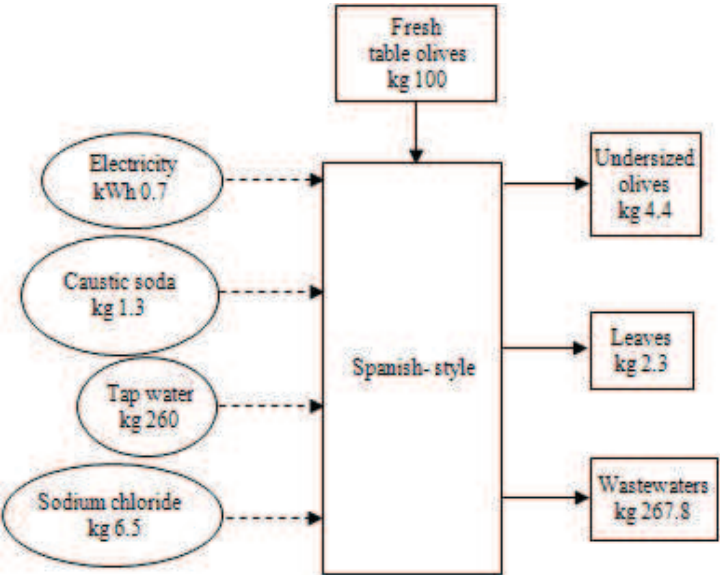 Fresh
table olives
kg 100
Electricity
kWh 0.7
Caustic soda
kg 1.3
Tap water
kg 260
Sodium chloride
kg 6.5
Spanish- style
Undersized
olives
kg 4.4
Leaves
kg 2.3
Wastewaters
kg 267.8